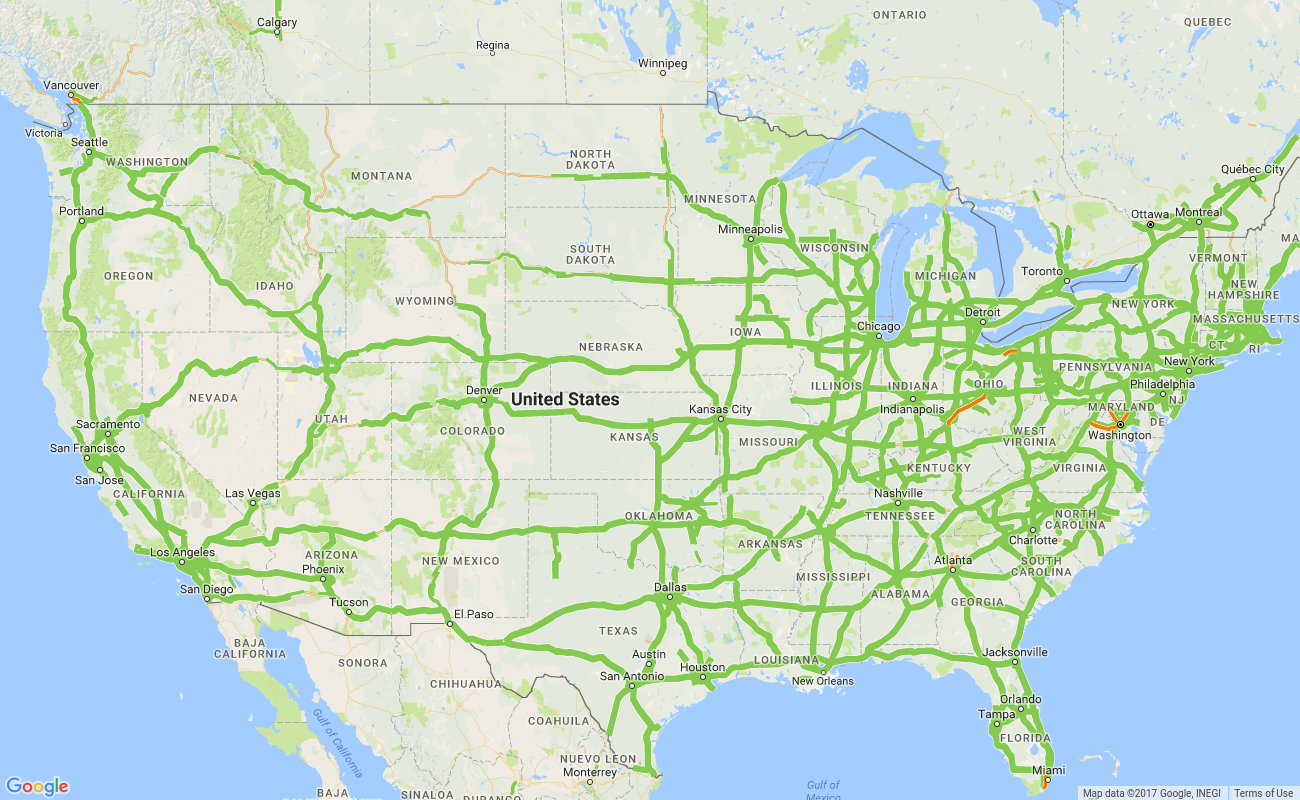 Calgary
Regina
Winnipeg
ONTARIO
QUEBEC
Vancouver
Victoria
Seattle
WASHINGTON
MONTANA
NORTH
DAKOTA
MINNESOTA
Québec City
Ottawa
Montreal
Portland
Minneapolis
WISCONSIN
MA
VERMONT
OREGON
IDAHO
SOUTH
DAKOTA
MICHIGAN
Toronto
NEW
HAMPSHIRE
WYOMING
NEW YORK
Detroit
MASSACHUSETTS
Chicago
IOWA
NEBRASKA
CT
RI
New York
PENNSYLVANIA
NEVADA
UTAH
Denver
United States
ILLINOIS
INDIANA
OHIO
Philadelphia
NJ
Indianapolis
MARYLAND
DE
Sacramento
COLORADO
Kansas City
KANSAS
MISSOURI
WEST
VIRGINIA
Washington
San Francisco
San Jose
CALIFORNIA
Las Vegas
KENTUCKY
VIRGINIA
Nashville
TENNESSEE
OKLAHOMA
NORTH
CAROLINA
Charlotte
ARKANSAS
Los Angeles
ARIZONA
NEW MEXICO
Phoenix
Atlanta
SOUTH
CAROLINA
MISSISSIPPI
San Diego
Dallas
ALABAMA
GEORGIA
Tucson
El Paso
TEXAS
BAJA
CALIFORNIA
SONORA
Austin
Houston
LOUISIANA
Jacksonville
San Antonio
New Orleans
CHIHUAHUA
COAHUILA
Orlando
Tampa
FLORIDA
Gulf of
California
NUEVO LEON
Monterrey
Miami
Google
BAJA
SINALOA
DURANGO
Gulf of
Mexico
Map data ©2017 Google, INEGI
Terms of Use